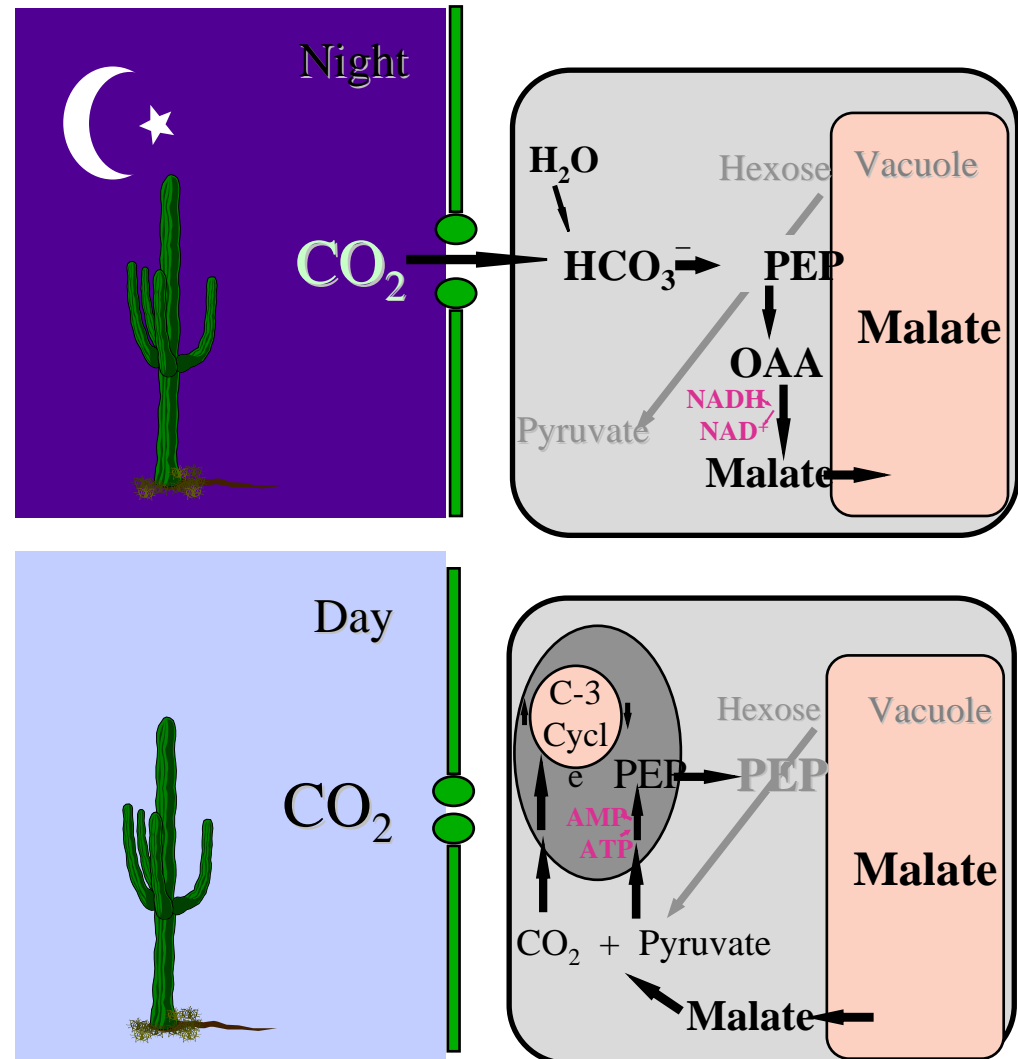 Night
H₂O
Hexose
Vacuole
CO₂
HCO₃⁻
PEP
Malate
OAA
NADH
NAD⁺
Pyruvate
Malate
Day
C-3
Cycl
e
Hexose
Vacuole
PEP
PEP
CO₂
AMP
ATP
Malate
CO₂ + Pyruvate
Malate